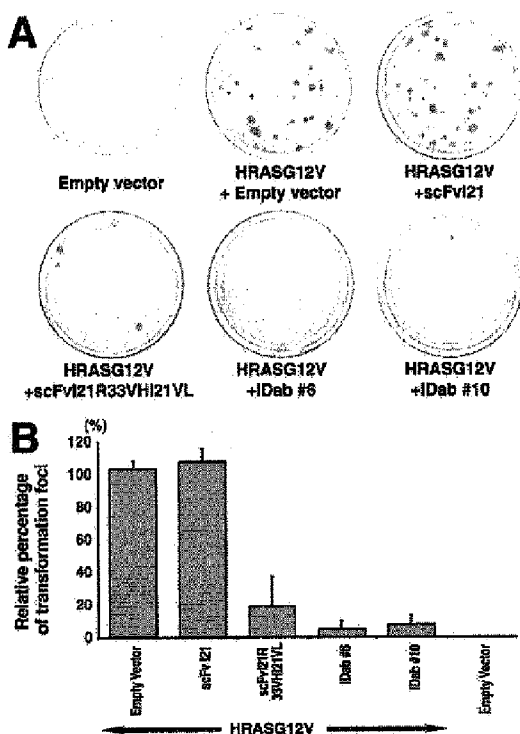 A
Empty vector
HRASG12V
+ Empty vector
HRASG12V
+scFvI21
HRASG12V
+scFvI21R33VHI21VL
HRASG12V
+IDab #6
HRASG12V
+IDab #10
B
(%)
Relative percentage
of transformation foci
120
100
80
60
40
20
0
Empty Vector
scFv I21
scFvI21R
33VHI21VL
IDab #6
IDab #10
Empty Vector
HRASG12V